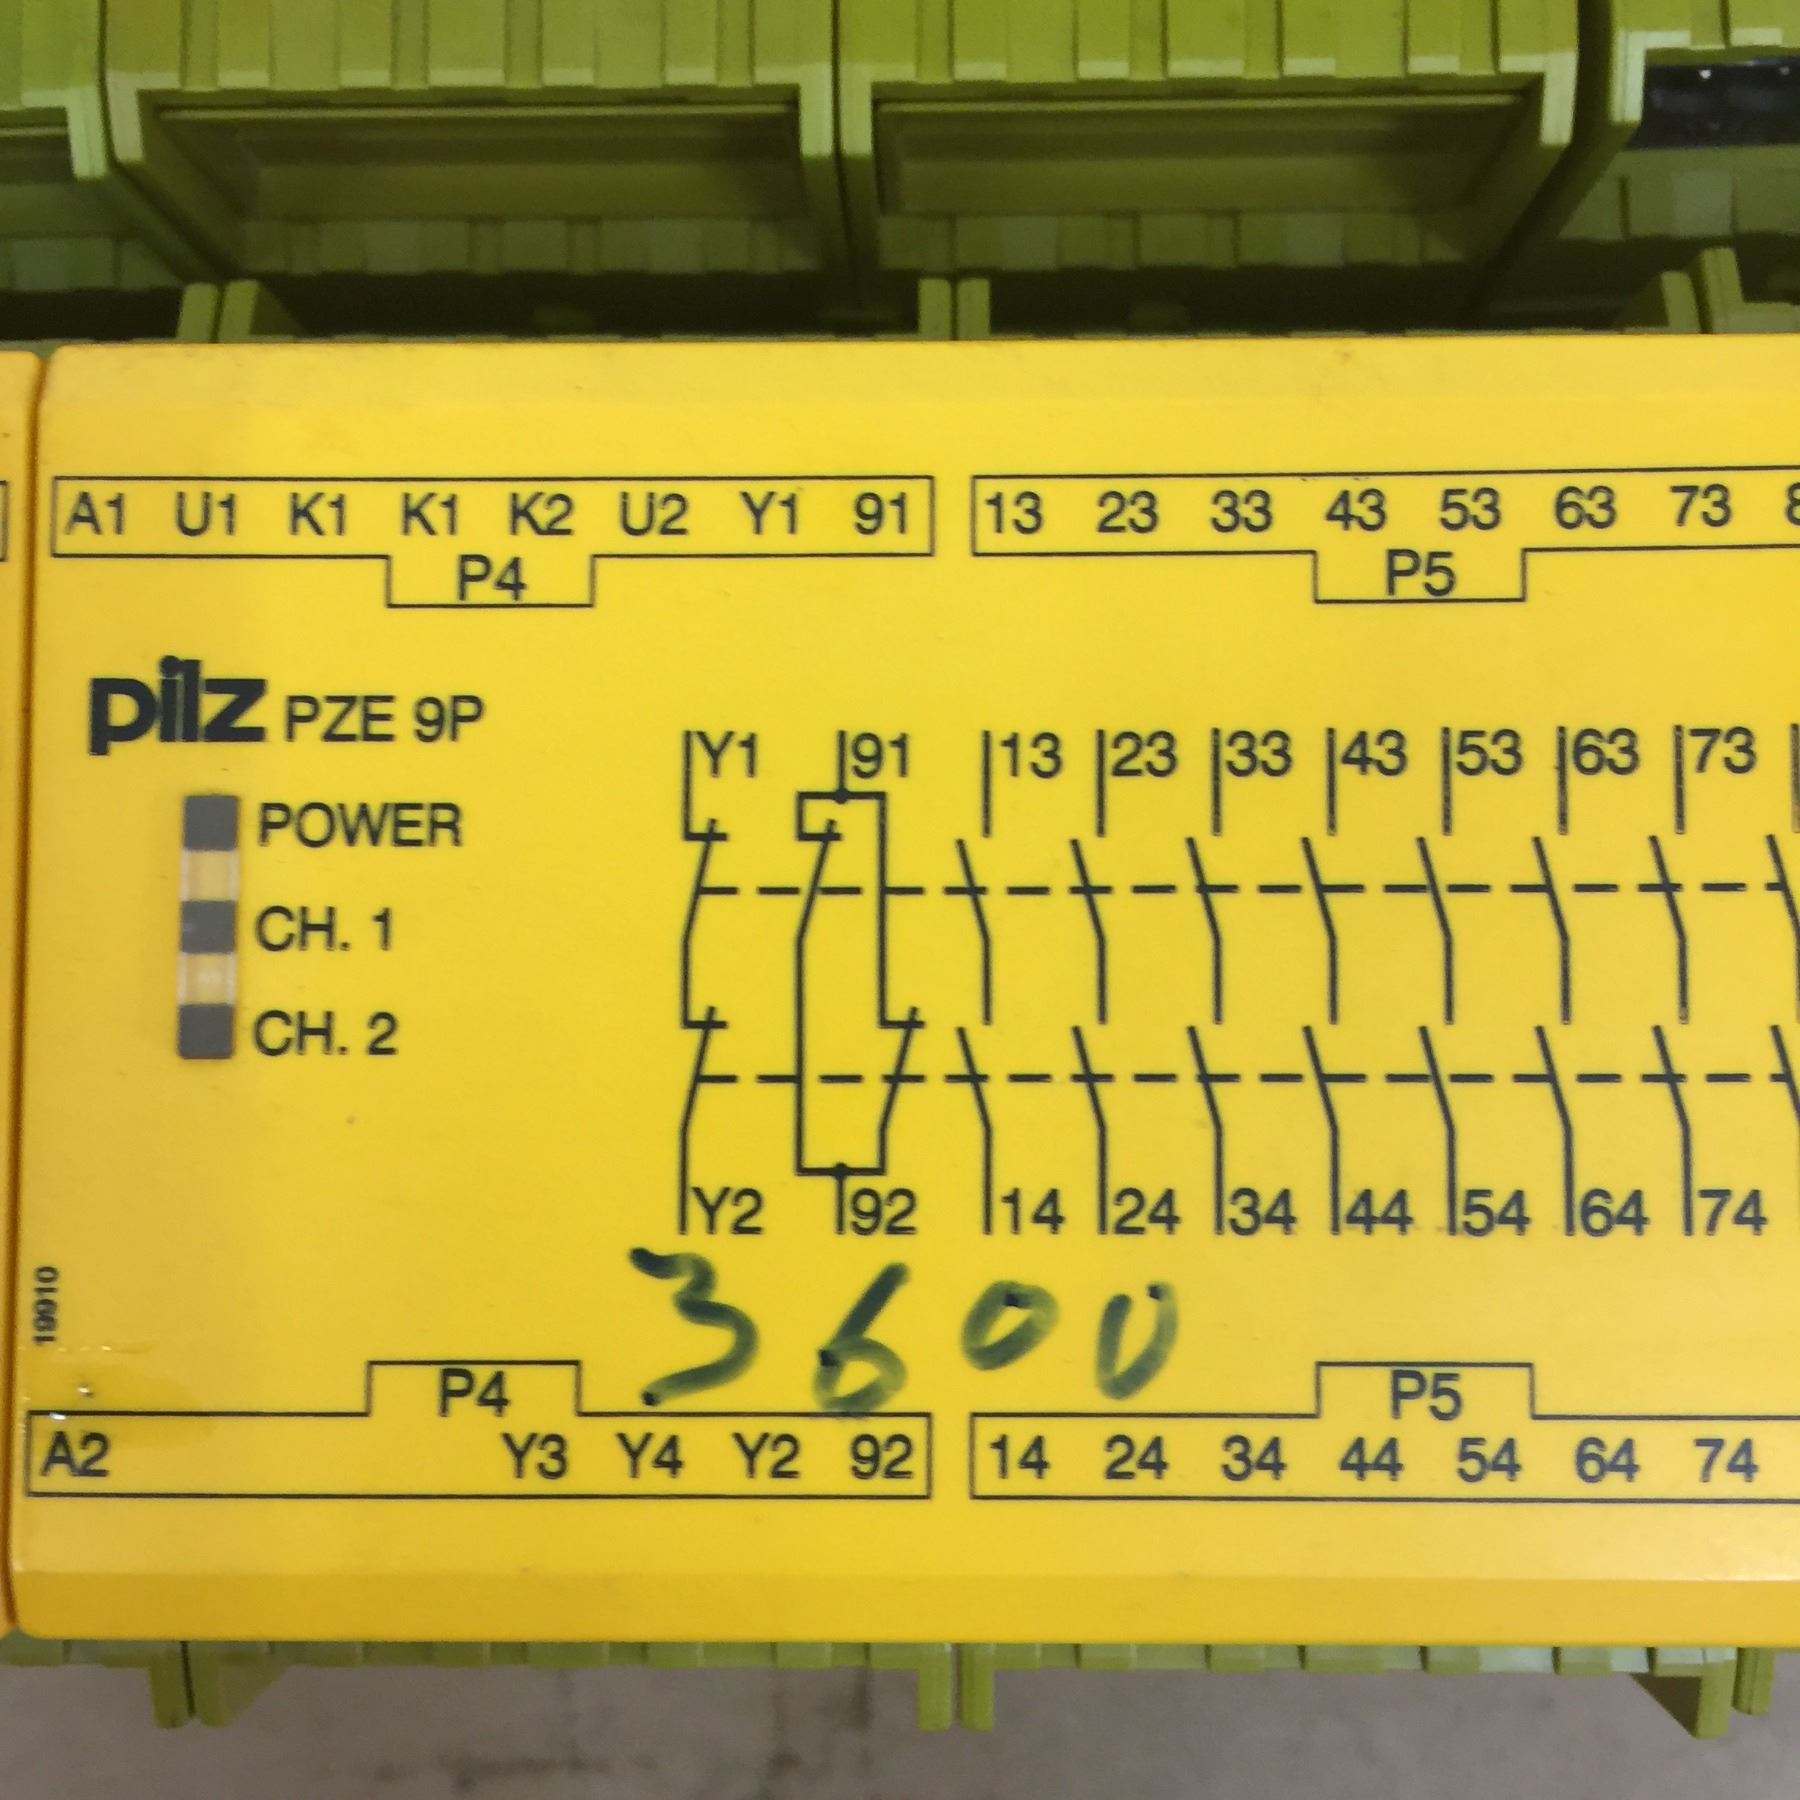 A1 U1 K1 K1 K2 U2 Y1 91 13 23 33 43 53 63 73
P4 P5
pilz PZE 9P
Y1 91 13 23 33 43 53 63 73
POWER
CH. 1
CH. 2
Y2 92 14 24 34 44 54 64 74
19910
3600
P4 P5
A2 Y3 Y4 Y2 92 14 24 34 44 54 64 74